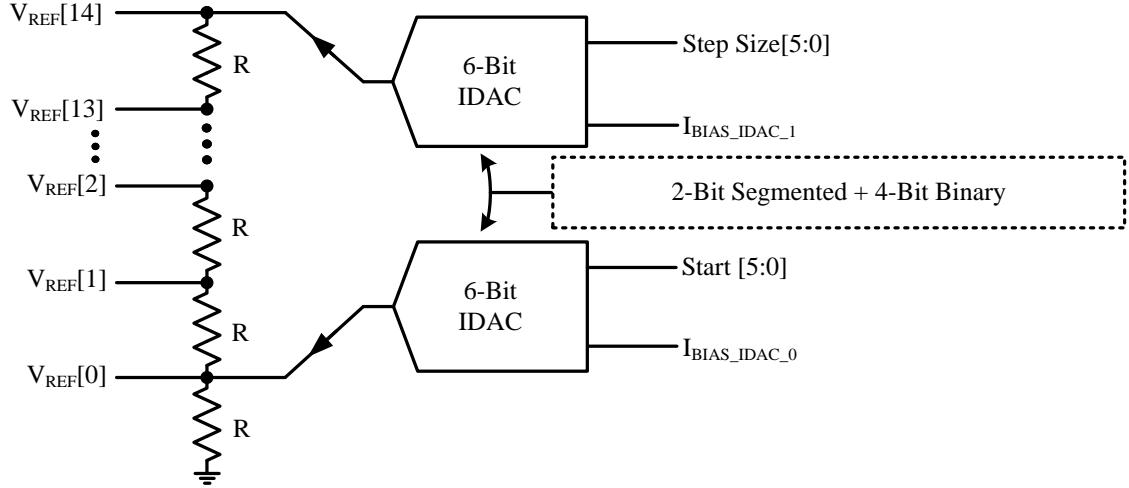 V_REF[14]
R
6-Bit
IDAC
Step Size[5:0]
V_REF[13]
I_BIAS_IDAC_1
V_REF[2]
2-Bit Segmented + 4-Bit Binary
R
V_REF[1]
6-Bit
IDAC
Start [5:0]
R
I_BIAS_IDAC_0
V_REF[0]
R